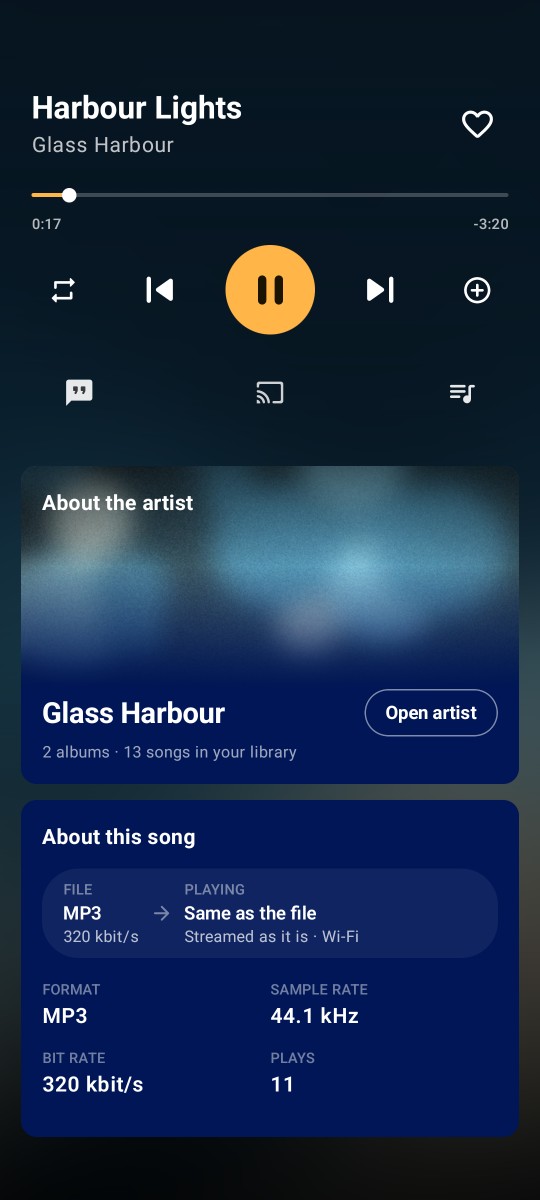 Harbour Lights
Glass Harbour
0:17
-3:20
About the artist
Glass Harbour
Open artist
2 albums · 13 songs in your library
About this song
FILE
PLAYING
MP3
Same as the file
320 kbit/s
Streamed as it is · Wi-Fi
FORMAT
SAMPLE RATE
MP3
44.1 kHz
BIT RATE
PLAYS
320 kbit/s
11